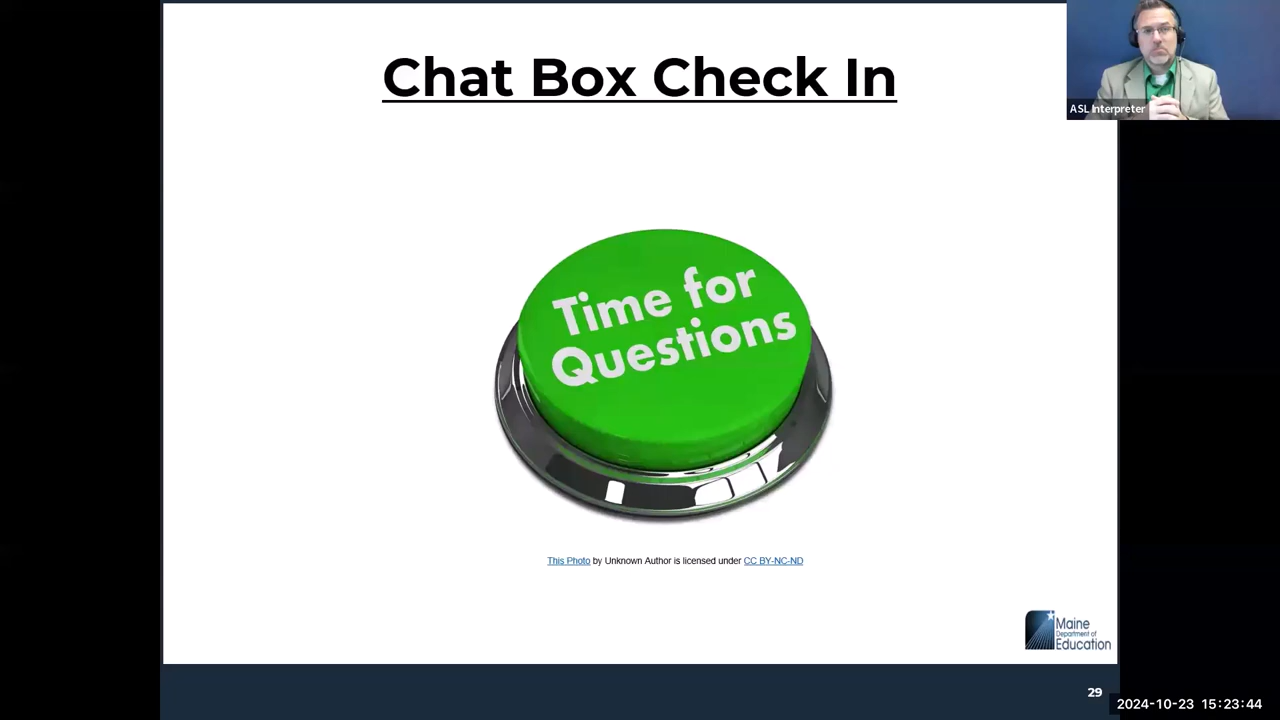 Chat Box Check In
ASL Interpreter
Time for
Questions
This Photo by Unknown Author is licensed under CC BY-NC-ND
Maine
Department of
Education
29
2024-10-23 15:23:44